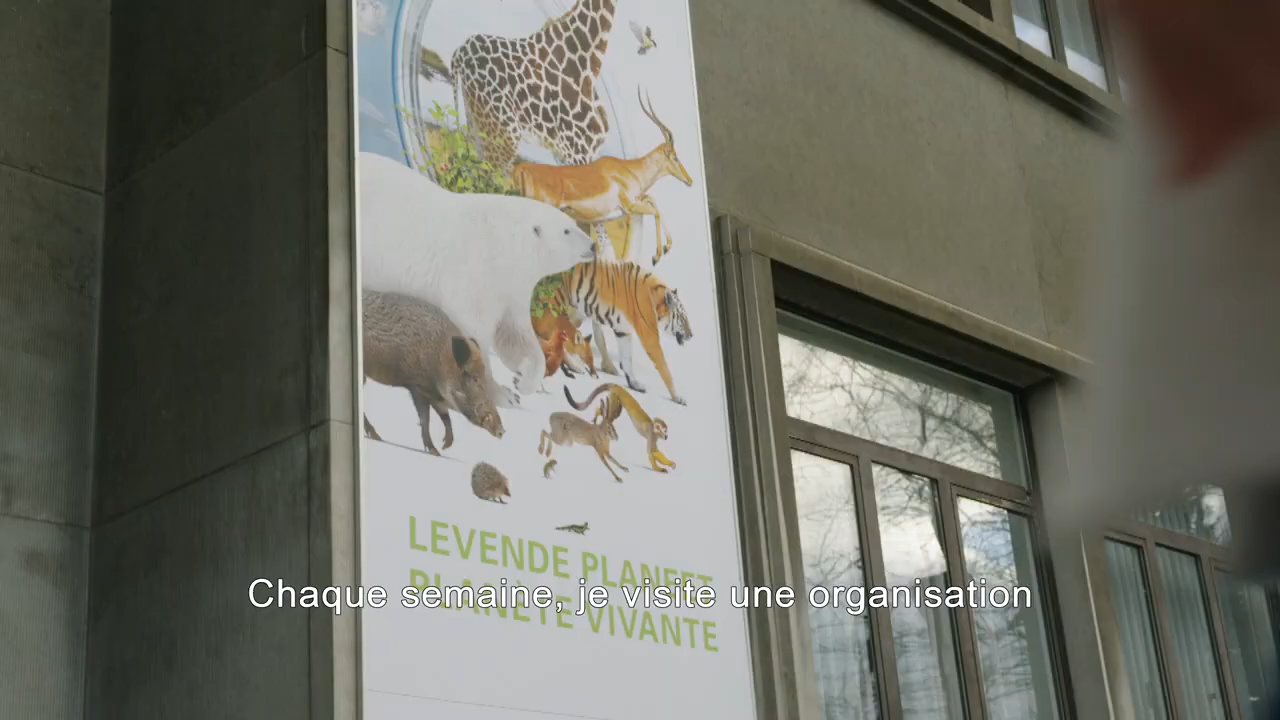 LEVENDE PLANEET
PLANÈTE VIVANTE
Chaque semaine, je visite une organisation